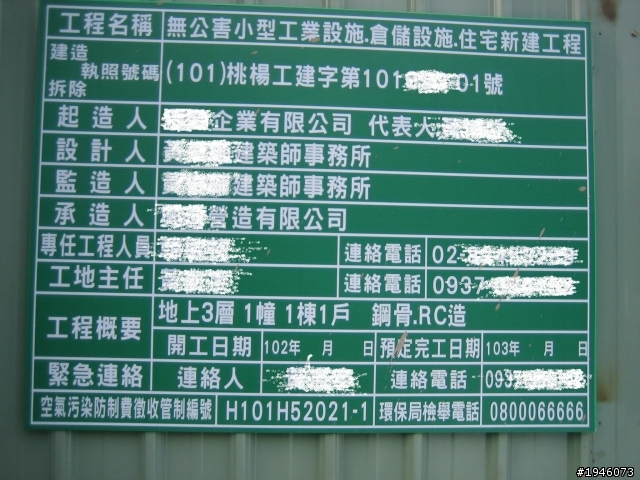 工程名稱 無公害小型工業設施.倉儲設施.住宅新建工程
建造
執照號碼 (101)桃楊工建字第101 01號
拆除
起造人 企業有限公司 代表人
設計人 建築師事務所
監造人 建築師事務所
承造人 營造有限公司
專任工程人員 連絡電話 02
工地主任 連絡電話 0937
工程概要 地上3層 1幢 1棟1戶 鋼骨.RC造
開工日期 102年 月 日 預定完工日期 103年 月 日
緊急連絡 連絡人 連絡電話 093
空氣污染防制費徵收管制編號 H101H52021-1 環保局檢舉電話 0800066666
#1946073